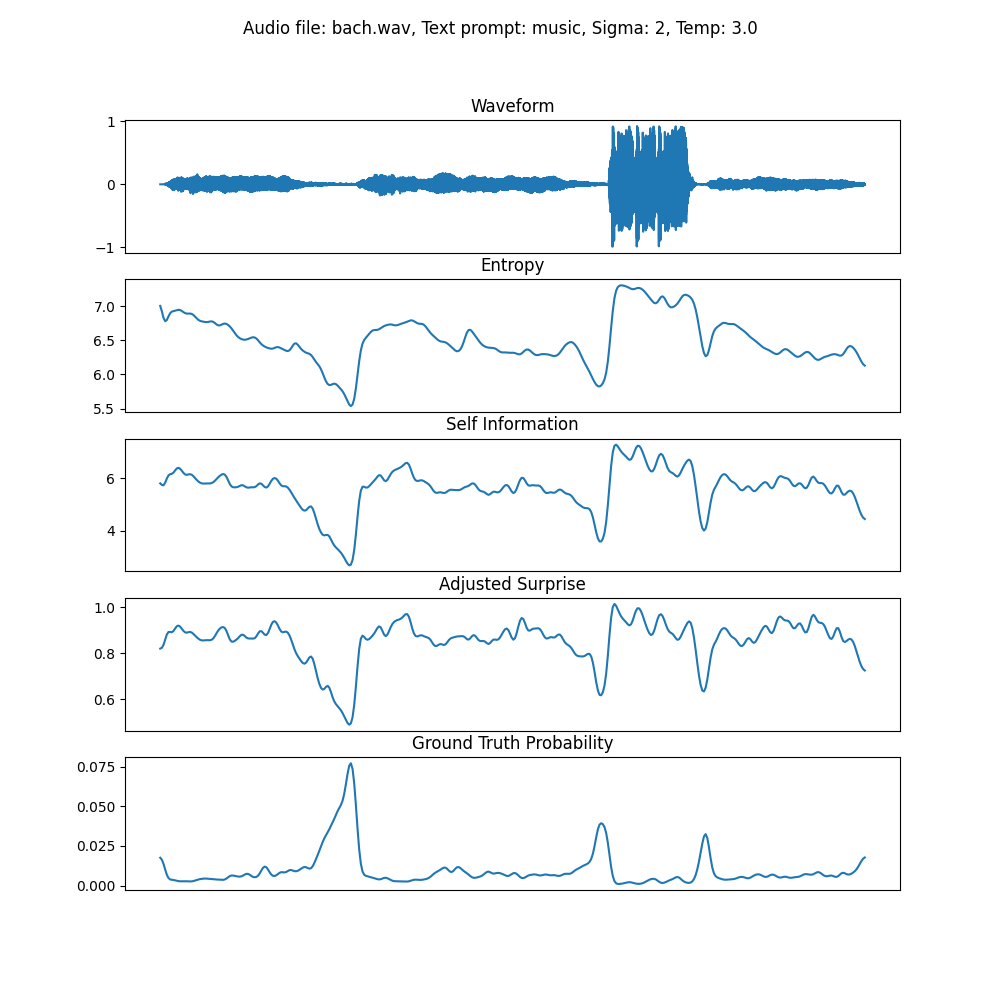 Audio file: bach.wav, Text prompt: music, Sigma: 2, Temp: 3.0
Waveform
1
0
−1
Entropy
7.0
6.5
6.0
5.5
Self Information
6
4
Adjusted Surprise
1.0
0.8
0.6
Ground Truth Probability
0.075
0.050
0.025
0.000